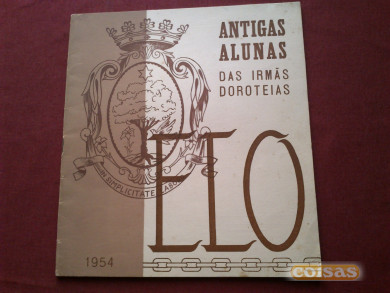 ANTIGAS
ALUNAS
DAS IRMÃS
DOROTEIAS
ELO
1954
coisas